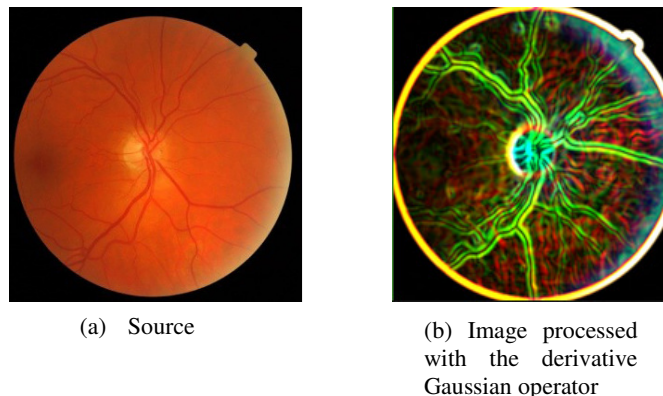 (a) Source
(b) Image processed
with the derivative
Gaussian operator